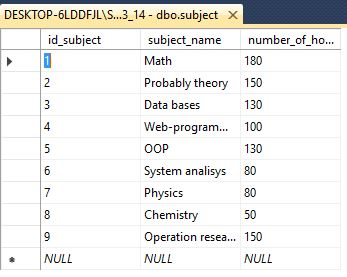 DESKTOP-6LDDFJL\S...3_14 - dbo.subject
id_subject subject_name number_of_ho...
1 Math 180
2 Probably theory 150
3 Data bases 130
4 Web-program... 100
5 OOP 130
6 System analisys 80
7 Physics 80
8 Chemistry 50
9 Operation resea... 150
NULL NULL NULL